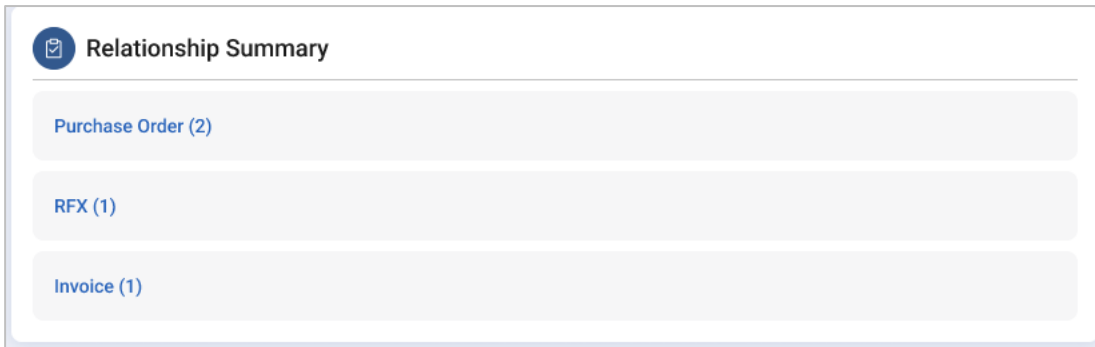 Relationship Summary
Purchase Order (2)
RFX (1)
Invoice (1)